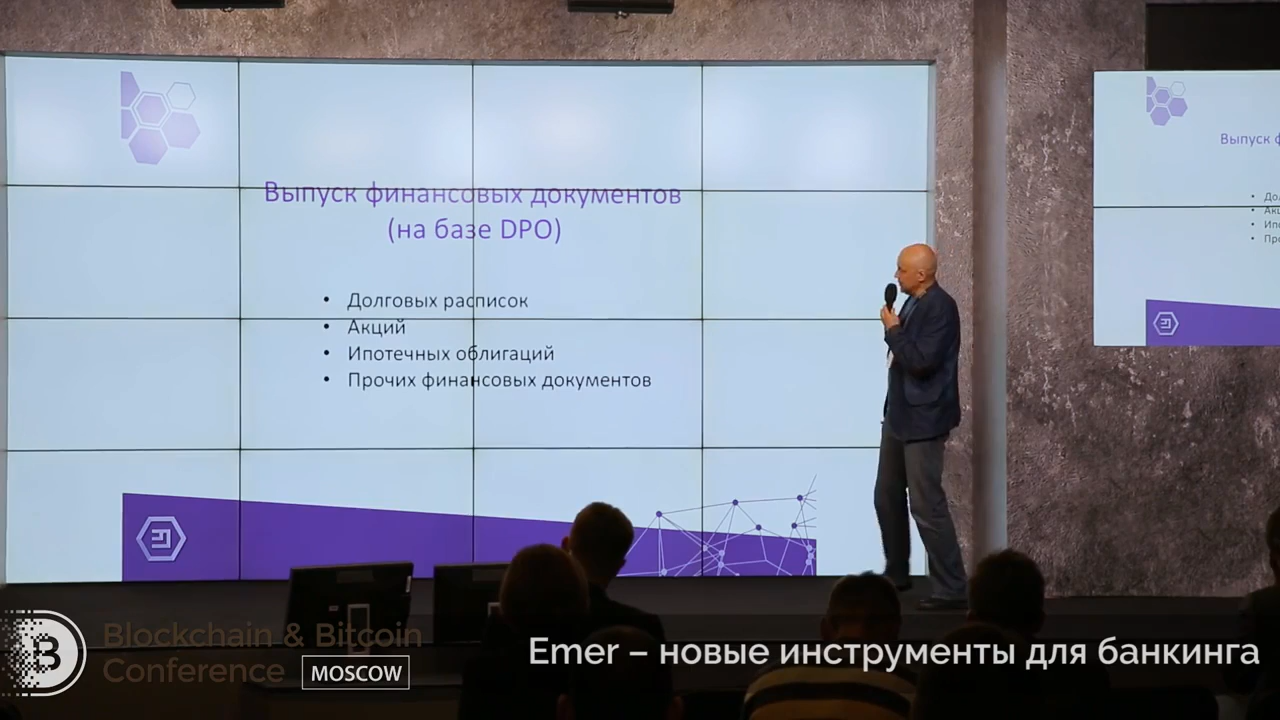 Выпуск финансовых документов
(на базе DPO)
• Долговых расписок
• Акций
• Ипотечных облигаций
• Прочих финансовых документов
Выпуск
Blockchain & Bitcoin
Conference MOSCOW
Emer – новые инструменты для банкинга